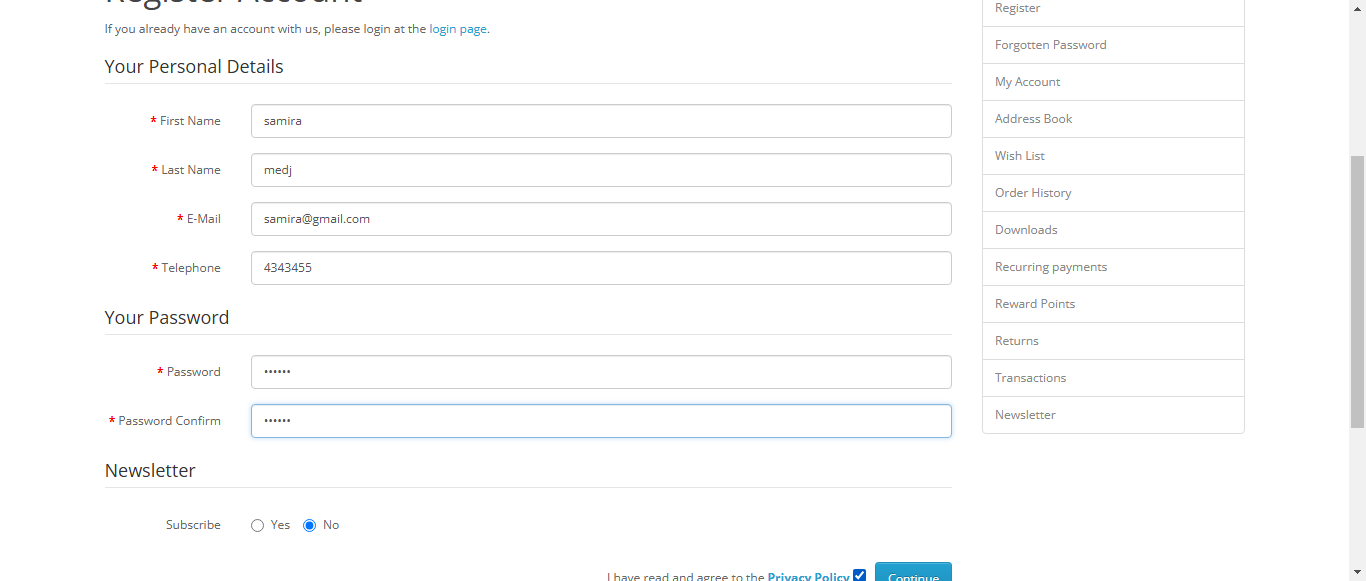 Register Account
If you already have an account with us, please login at the login page.
Your Personal Details
* First Name samira
* Last Name medj
* E-Mail samira@gmail.com
* Telephone 4343455
Your Password
* Password ••••••
* Password Confirm ••••••
Newsletter
Subscribe Yes No
I have read and agree to the Privacy Policy Continue
Register
Forgotten Password
My Account
Address Book
Wish List
Order History
Downloads
Recurring payments
Reward Points
Returns
Transactions
Newsletter